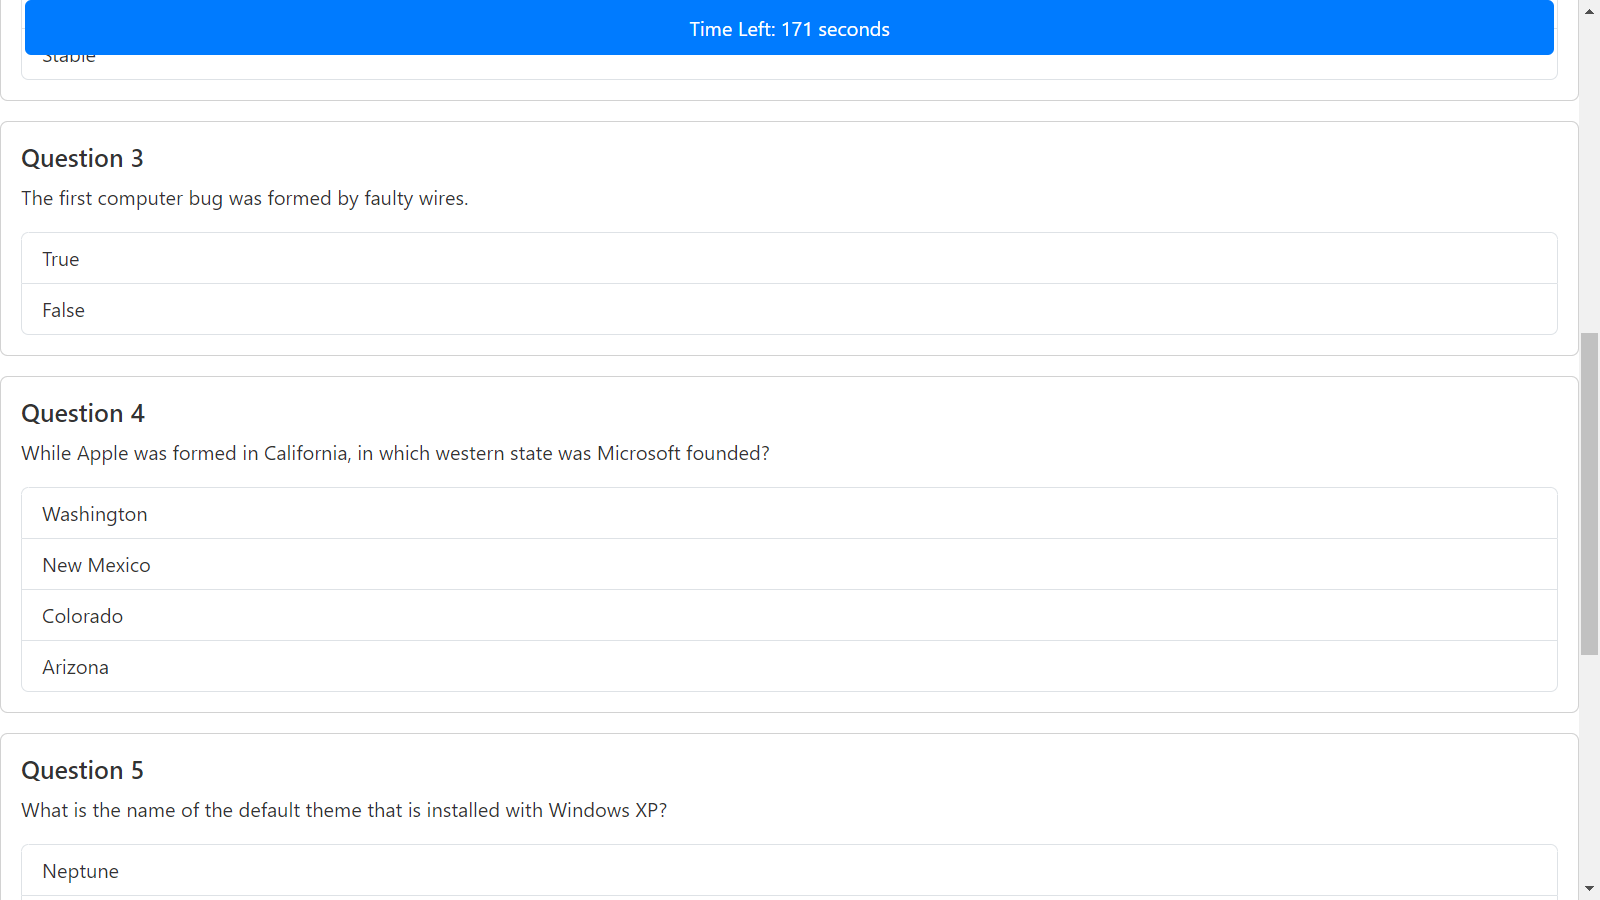 Time Left: 171 seconds
Stable
Question 3
The first computer bug was formed by faulty wires.
True
False
Question 4
While Apple was formed in California, in which western state was Microsoft founded?
Washington
New Mexico
Colorado
Arizona
Question 5
What is the name of the default theme that is installed with Windows XP?
Neptune